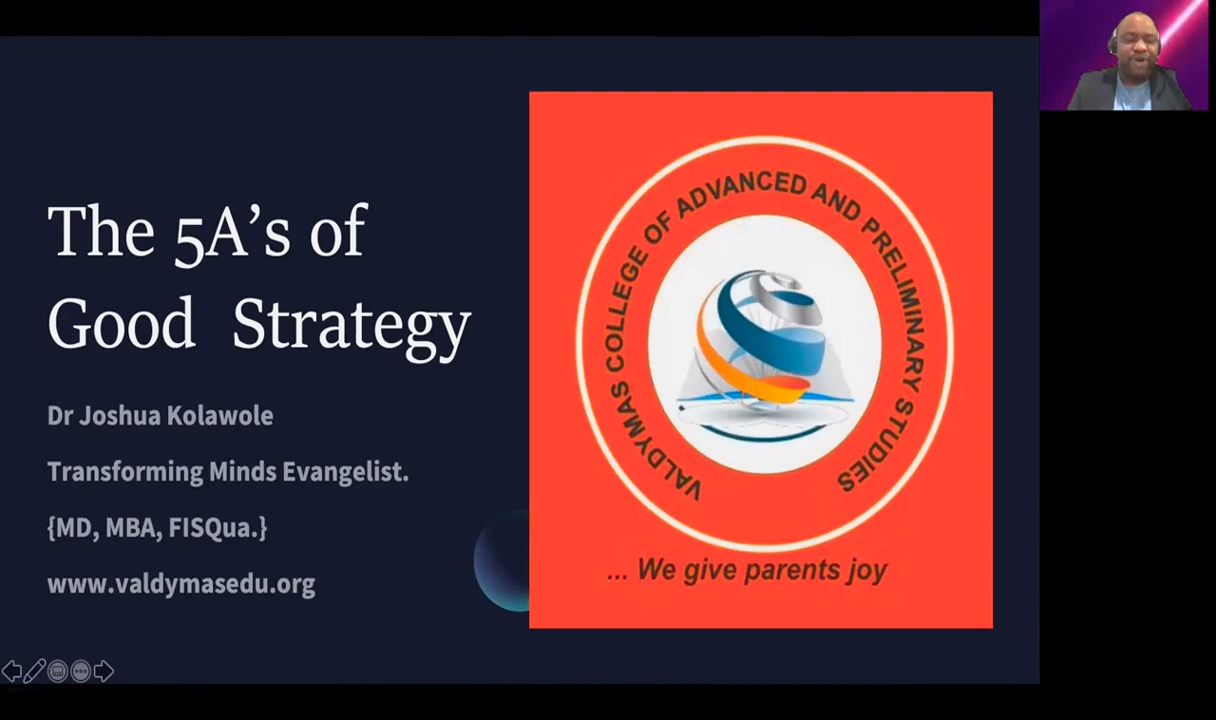 The 5A’s of
Good Strategy
Dr Joshua Kolawole
Transforming Minds Evangelist.
{MD, MBA, FISQua.}
www.valdymasedu.org
VALDYMAS COLLEGE OF ADVANCED AND PRELIMINARY STUDIES
... We give parents joy